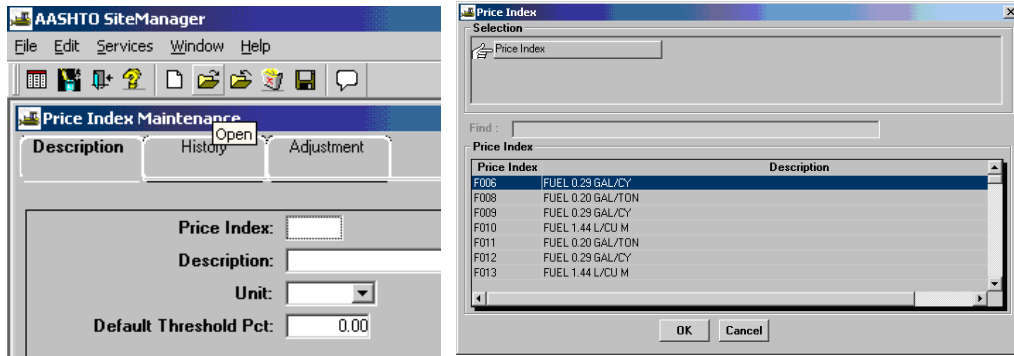 AASHTO SiteManager
File Edit Services Window Help
Price Index Maintenance
Open
Description History Adjustment
Price Index:
Description:
Unit:
Default Threshold Pct: 0.00
Price Index
Selection
Price Index
Find :
Price Index
Price Index Description
F006 FUEL 0.29 GAL/CY
F008 FUEL 0.20 GAL/TON
F009 FUEL 0.29 GAL/CY
F010 FUEL 1.44 L/CU M
F011 FUEL 0.20 GAL/TON
F012 FUEL 0.29 GAL/CY
F013 FUEL 1.44 L/CU M
OK Cancel